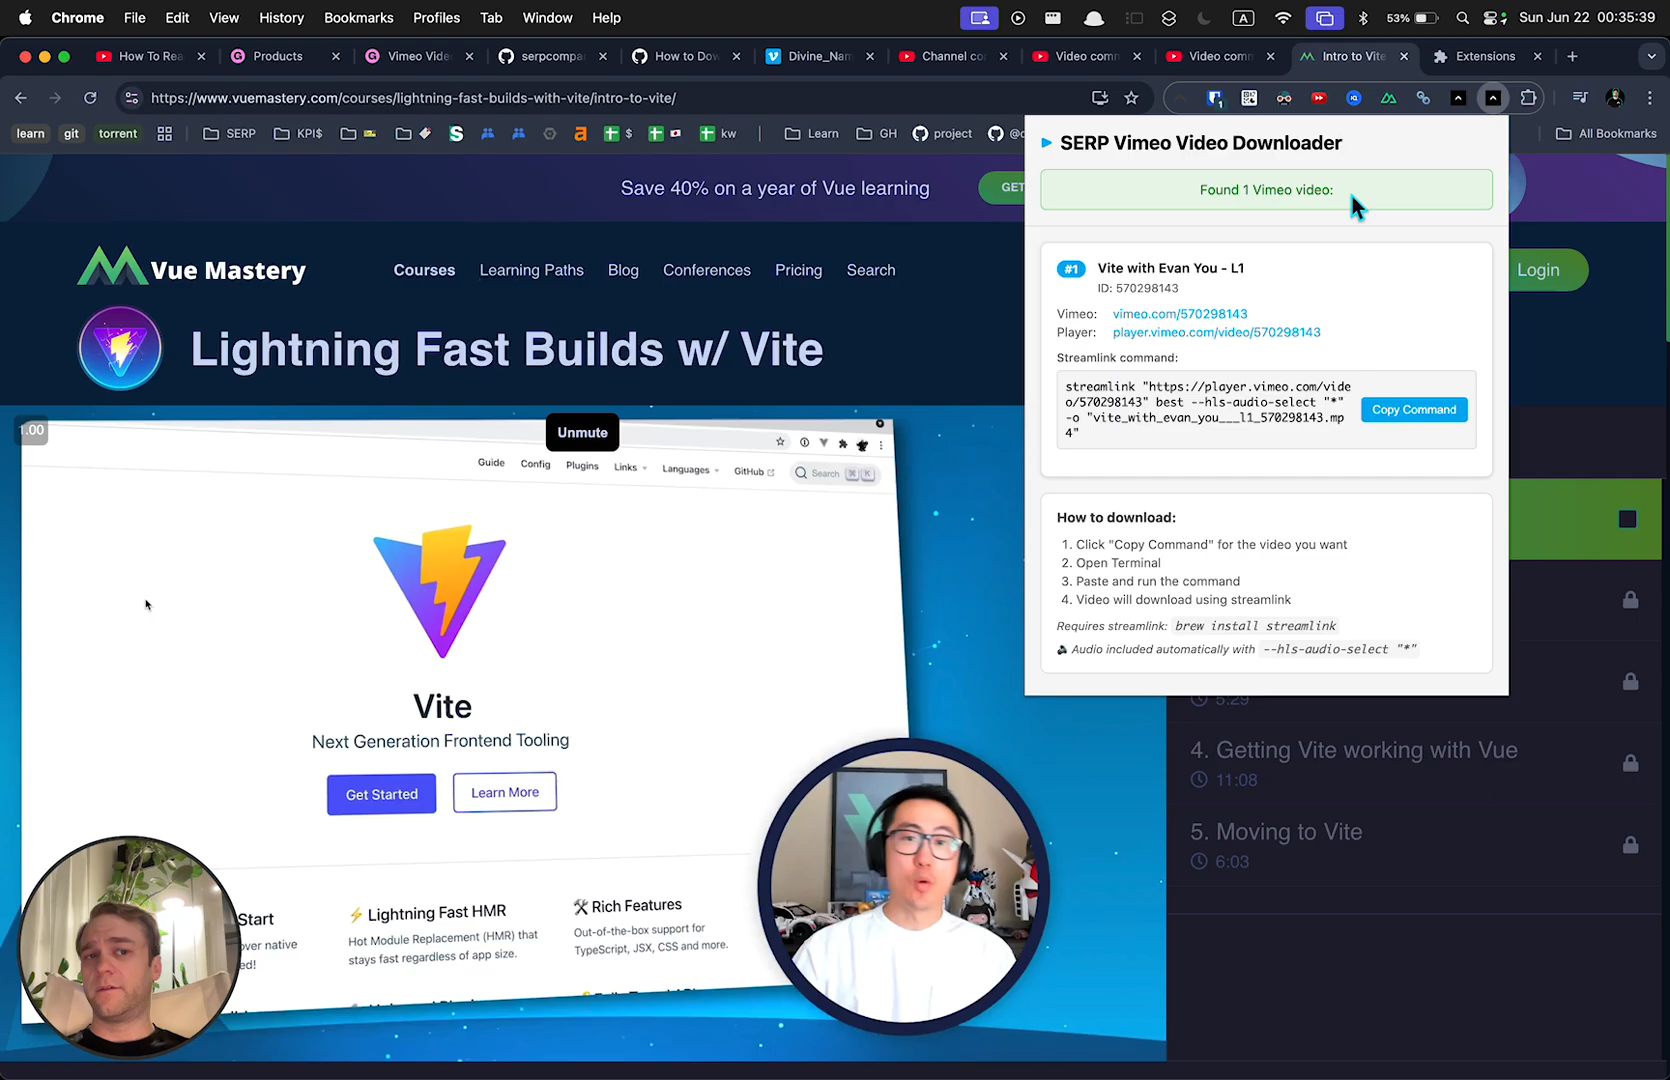 Chrome File Edit View History Bookmarks Profiles Tab Window Help
A 53% Sun Jun 22 00:35:39
How To Rea Products Vimeo Vide serpcompa How to Dow Divine_Nam Channel co Video comm Video comm Intro to Vite Extensions
https://www.vuemastery.com/courses/lightning-fast-builds-with-vite/intro-to-vite/
learn git torrent SERP KPI$ $ kw Learn GH project All Bookmarks
Save 40% on a year of Vue learning
GET
Vue Mastery
Courses Learning Paths Blog Conferences Pricing Search
Login
Lightning Fast Builds w/ Vite
SERP Vimeo Video Downloader
Found 1 Vimeo video:
#1 Vite with Evan You - L1
ID: 570298143
Vimeo: vimeo.com/570298143
Player: player.vimeo.com/video/570298143
Streamlink command:
streamlink "https://player.vimeo.com/vide
o/570298143" best --hls-audio-select "*"
-o "vite_with_evan_you___l1_570298143.mp
4"
Copy Command
How to download:
1. Click "Copy Command" for the video you want
2. Open Terminal
3. Paste and run the command
4. Video will download using streamlink
Requires streamlink: brew install streamlink
Audio included automatically with --hls-audio-select "*"
1.00
Unmute
Guide Config Plugins Links Languages GitHub Search K
Vite
Next Generation Frontend Tooling
Get Started Learn More
Start
over native
ed!
Lightning Fast HMR
Hot Module Replacement (HMR) that
stays fast regardless of app size.
Rich Features
Out-of-the-box support for
TypeScript, JSX, CSS and more.
5:29
4. Getting Vite working with Vue
11:08
5. Moving to Vite
6:03